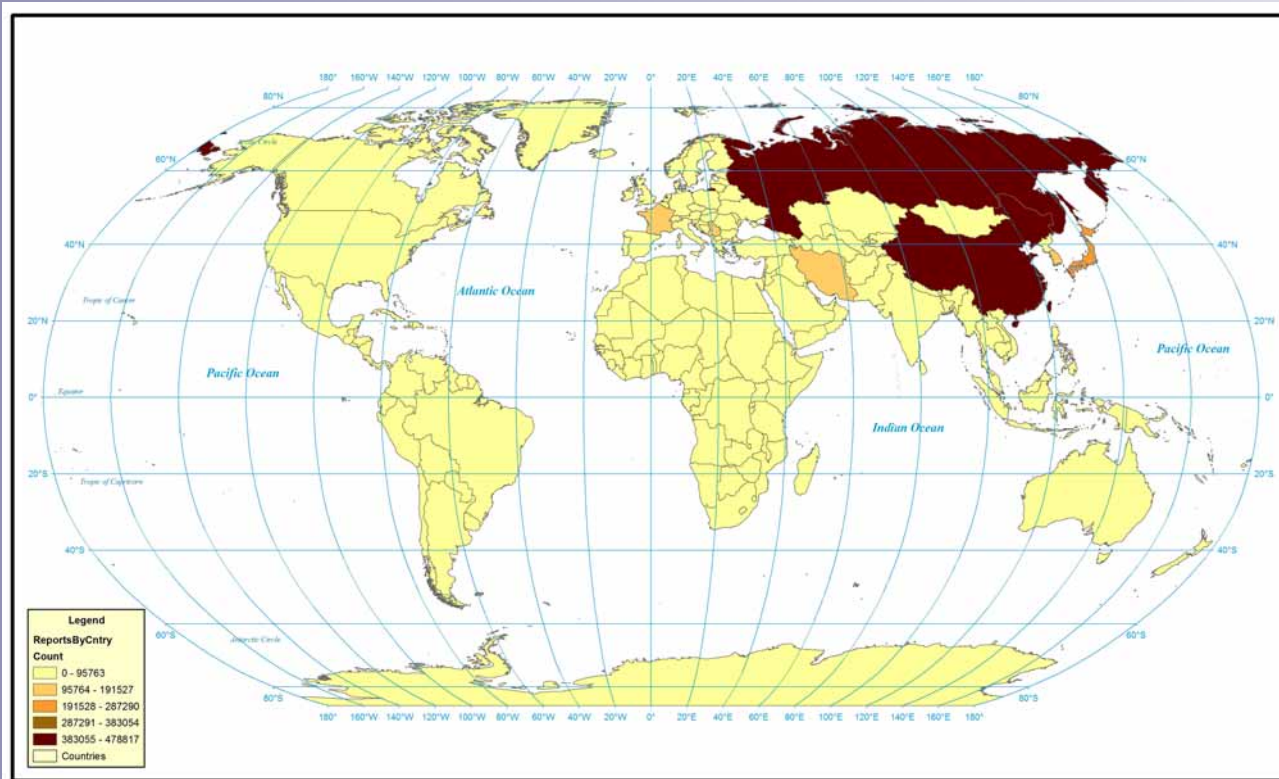 180° 160°W 140°W 120°W 100°W 80°W 60°W 40°W 20°W 0° 20°E 40°E 60°E 80°E 100°E 120°E 140°E 160°E 180°
80°N 80°N
Circle
60°N 60°N
40°N 40°N
Atlantic Ocean
Tropic of Cancer
20°N 20°N
Pacific Ocean
Pacific Ocean
Equator
0° 0°
Indian Ocean
20°S 20°S
Tropic of Capricorn
40°S 40°S
Legend
ReportsByCntry
Count
0 - 95763
95764 - 191527
191528 - 287290
287291 - 383054
383055 - 478817
Countries
60°S 60°S
Antarctic Circle
80°S 80°S
180° 160°W 140°W 120°W 100°W 80°W 60°W 40°W 20°W 0° 20°E 40°E 60°E 80°E 100°E 120°E 140°E 160°E 180°